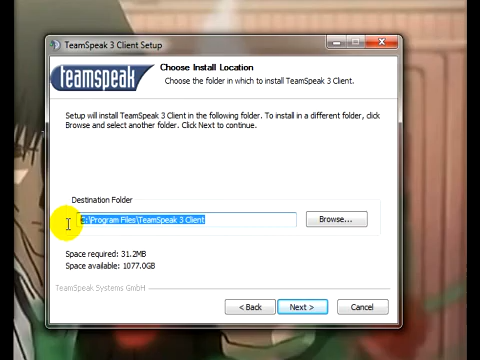 TeamSpeak 3 Client Setup
teamspeak
Choose Install Location
Choose the folder in which to install TeamSpeak 3 Client.
Setup will install TeamSpeak 3 Client in the following folder. To install in a different folder, click
Browse and select another folder. Click Next to continue.
Destination Folder
C:\Program Files\TeamSpeak 3 Client
Browse...
Space required: 31.2MB
Space available: 1077.0GB
TeamSpeak Systems GmbH
< Back
Next >
Cancel